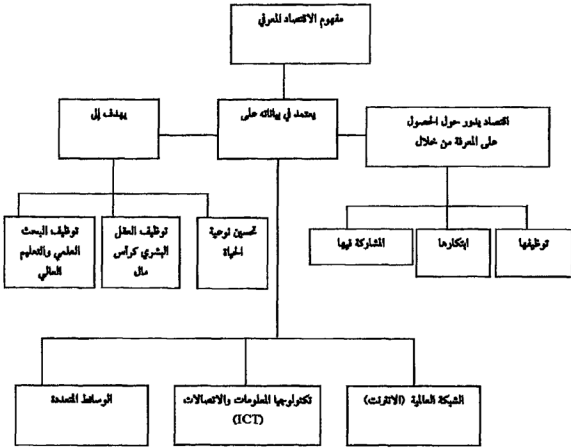 مفهوم الاقتصاد المعرفي
اقتصاد يدور حول الحصول
على المعرفة من خلال
يعتمد في بياناته على
يهدف إلى
توظيفها
ابتكارها
المشاركة فيها
تحسين نوعية
الحياة
توظيف العقل
البشري كرأس
مال
توظيف البحث
العلمي والتعليم
العالي
الشبكة العالمية (الانترنت)
تكنولوجيا المعلومات والاتصالات
(ICT)
الوسائط المتعددة